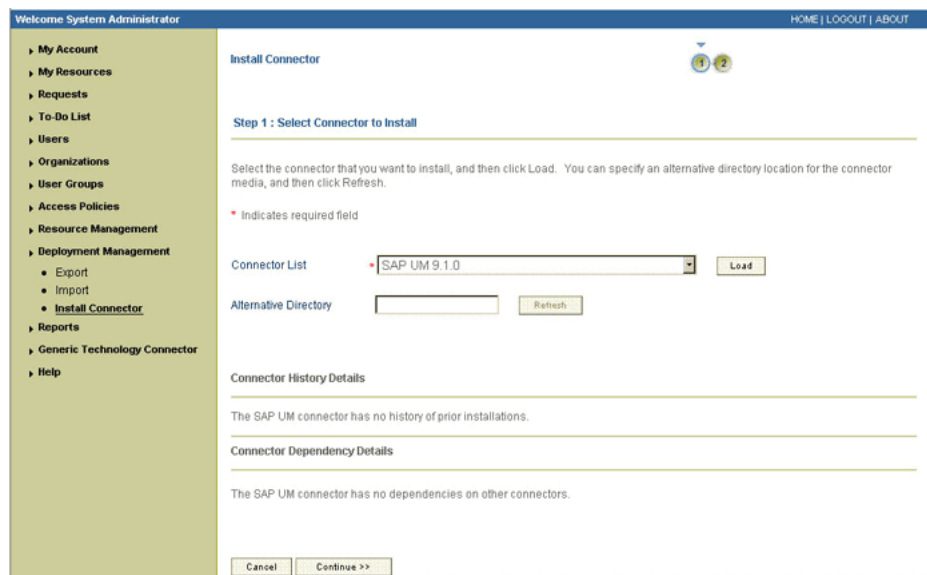 Welcome System Administrator
HOME | LOGOUT | ABOUT
My Account
My Resources
Requests
To-Do List
Users
Organizations
User Groups
Access Policies
Resource Management
Deployment Management
Export
Import
Install Connector
Reports
Generic Technology Connector
Help
Install Connector
1 2
Step 1 : Select Connector to Install
Select the connector that you want to install, and then click Load. You can specify an alternative directory location for the connector
media, and then click Refresh.
* Indicates required field
Connector List * SAP UM 9.1.0 Load
Alternative Directory Refresh
Connector History Details
The SAP UM connector has no history of prior installations.
Connector Dependency Details
The SAP UM connector has no dependencies on other connectors.
Cancel Continue >>